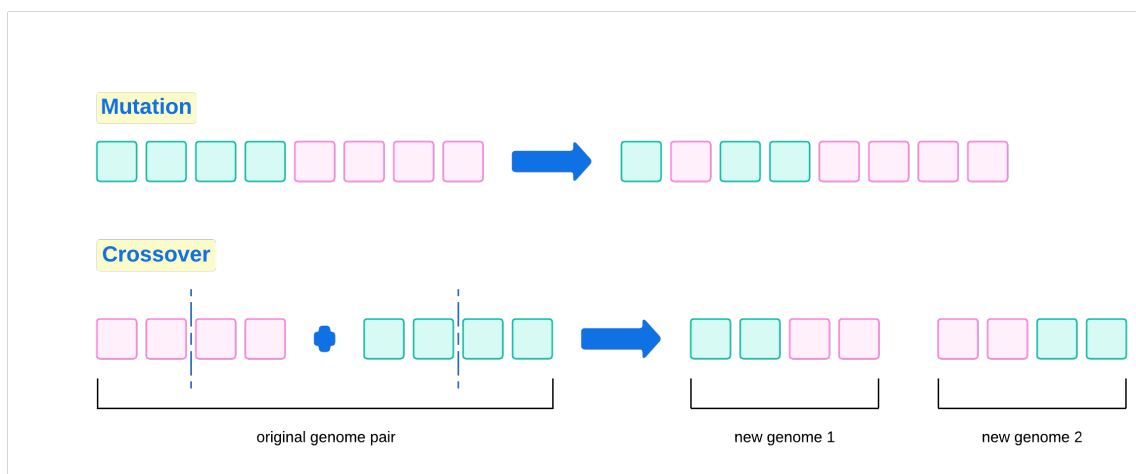 Mutation
Crossover
original genome pair
new genome 1
new genome 2